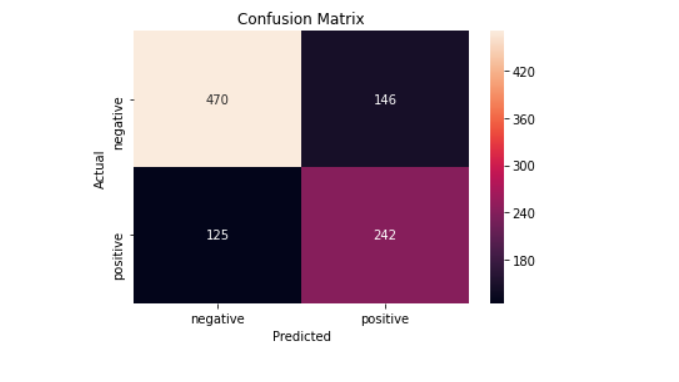 Confusion Matrix
Actual
negative
470
146
positive
125
242
negative
positive
Predicted
420
360
300
240
180